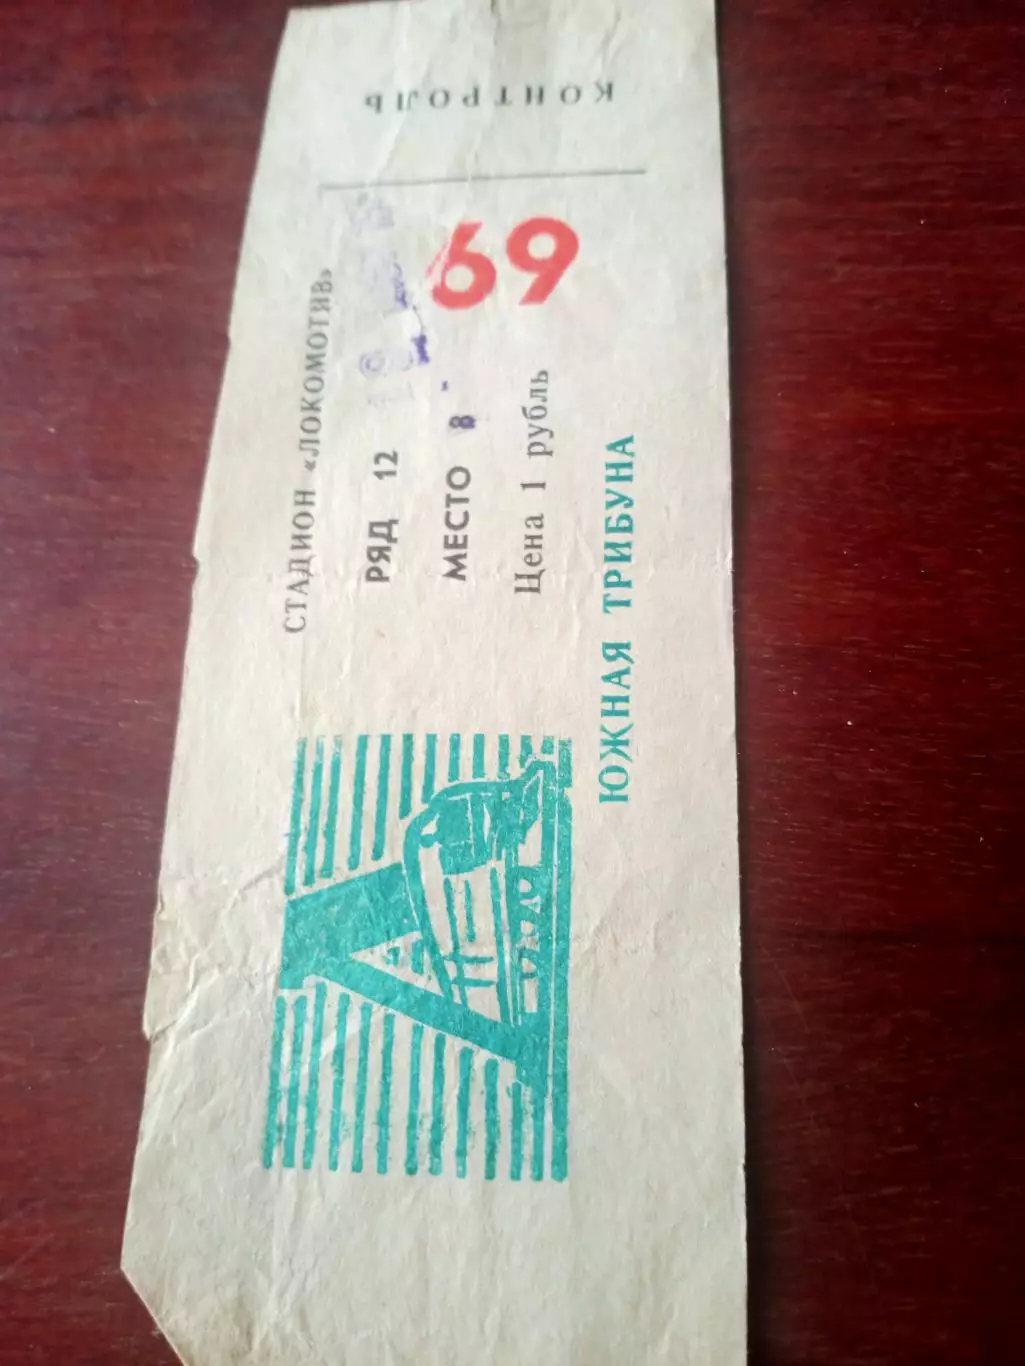 СТАДИОН «ЛОКОМОТИВ»
РЯД 12
МЕСТО 8
69
Цена 1 рубль
ЮЖНАЯ ТРИБУНА
КОНТРОЛЬ